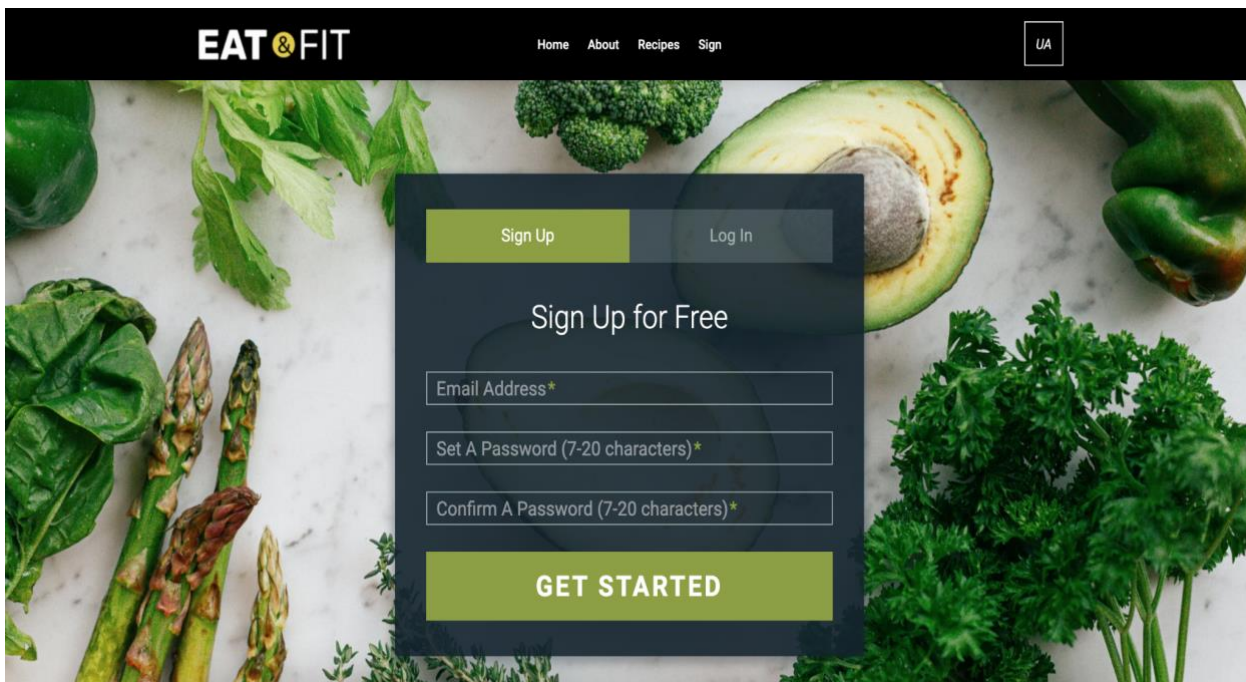 EAT & FIT
Home About Recipes Sign
UA
Sign Up
Log In
Sign Up for Free
Email Address*
Set A Password (7-20 characters)*
Confirm A Password (7-20 characters)*
GET STARTED